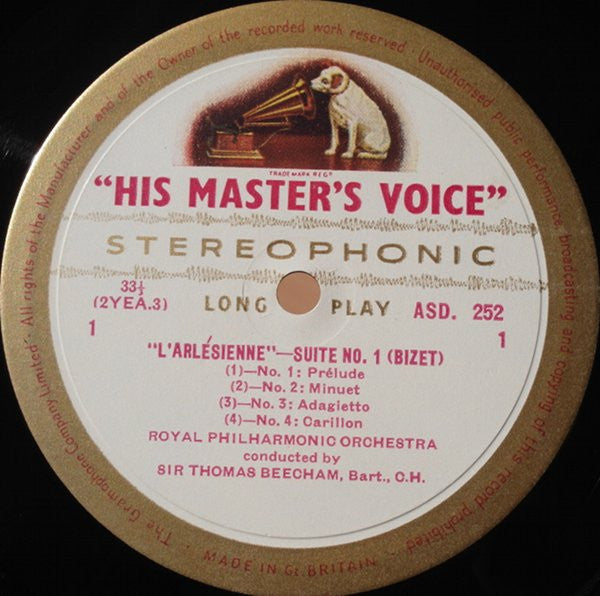 TRADE MARK REGD
"HIS MASTER'S VOICE"
STEREOPHONIC
33⅓
(2YEA.3)
LONG PLAY
ASD. 252
1
1
"L'ARLÉSIENNE"—SUITE NO. 1 (BIZET)
(1)—No. 1: Prélude
(2)—No. 2: Minuet
(3)—No. 3: Adagietto
(4)—No. 4: Carillon
ROYAL PHILHARMONIC ORCHESTRA
conducted by
SIR THOMAS BEECHAM, Bart., C.H.
The Gramophone Company Limited · All rights of the Manufacturer and of the Owner of the recorded work reserved · Unauthorised public performance, broadcasting and copying of this record prohibited ·
MADE IN Gt. BRITAIN